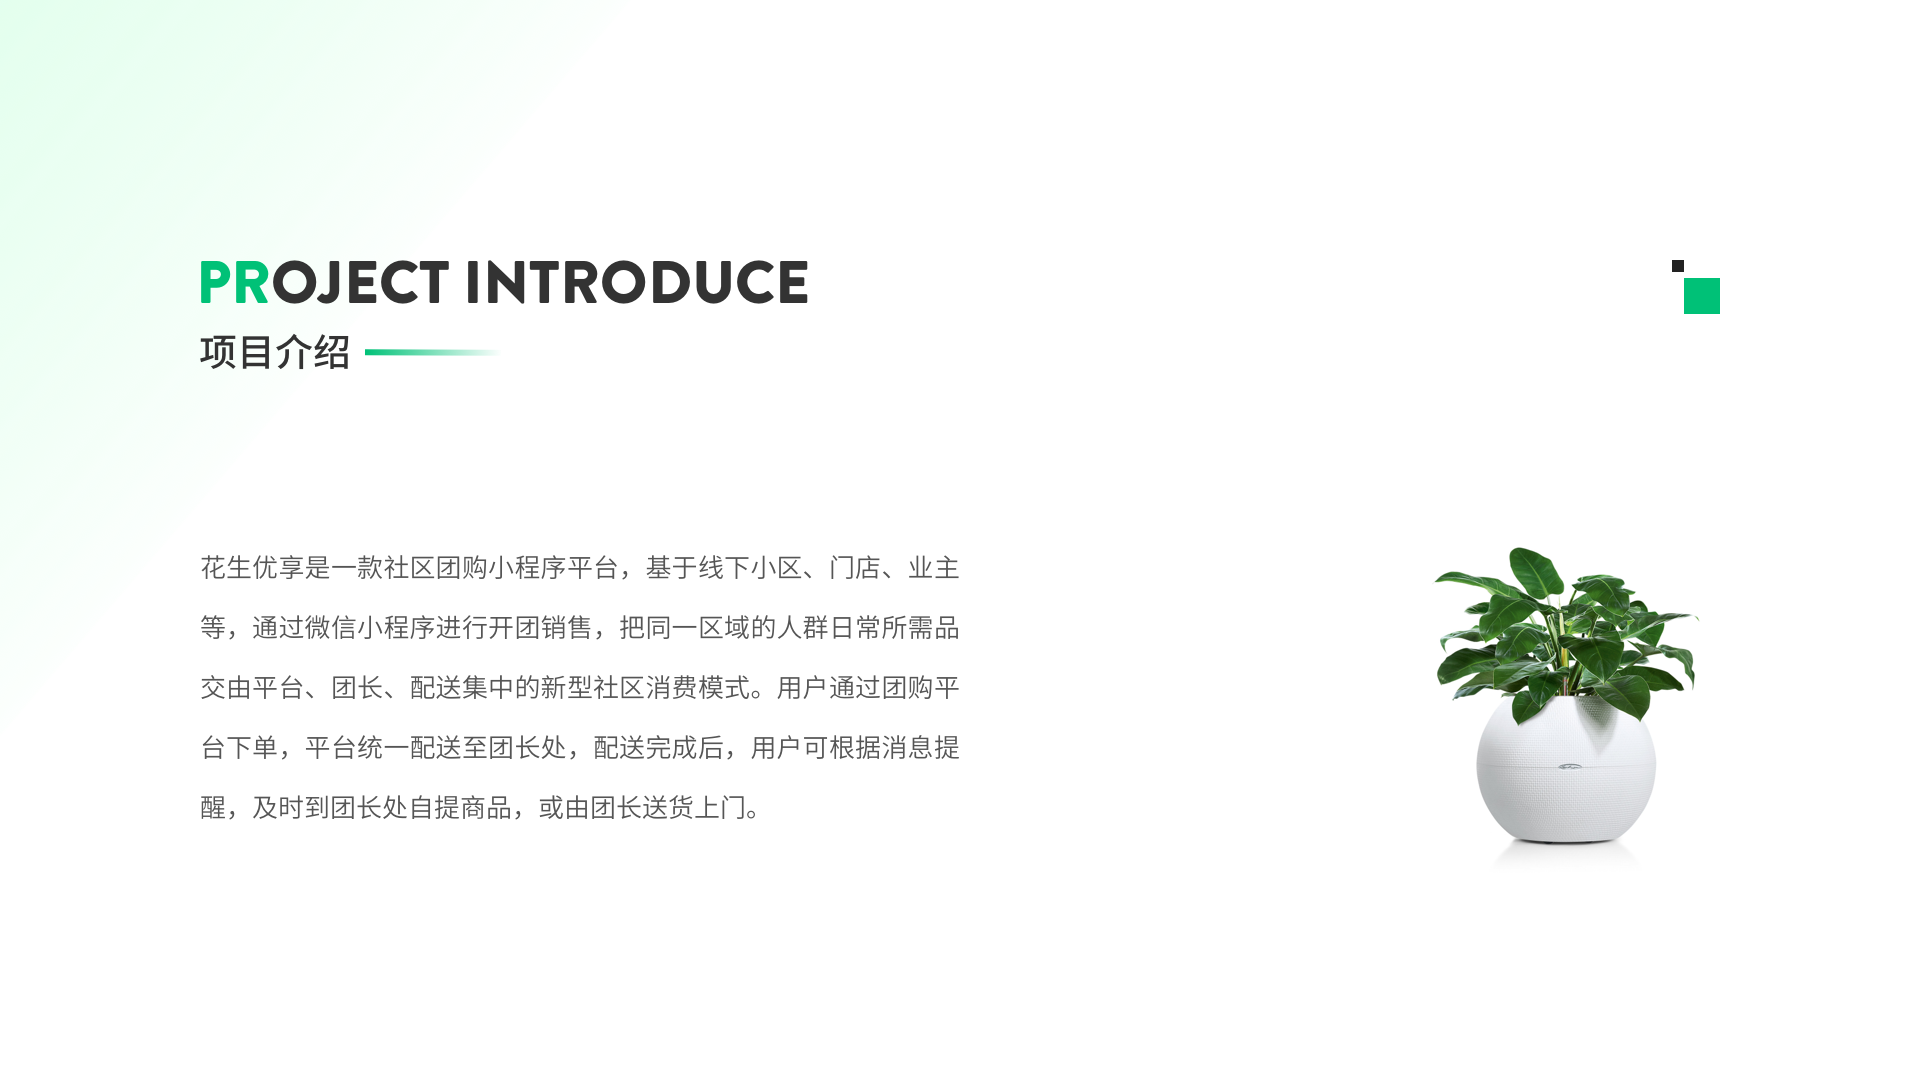 PROJECT INTRODUCE
项目介绍
花生优享是一款社区团购小程序平台，基于线下小区、门店、业主
等，通过微信小程序进行开团销售，把同一区域的人群日常所需品
交由平台、团长、配送集中的新型社区消费模式。用户通过团购平
台下单，平台统一配送至团长处，配送完成后，用户可根据消息提
醒，及时到团长处自提商品，或由团长送货上门。